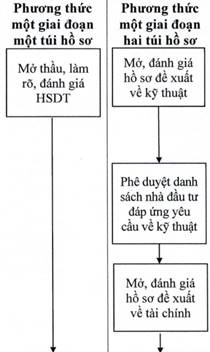 Phương thức
một giai đoạn
một túi hồ sơ
Mở thầu, làm
rõ, đánh giá
HSDT
Phương thức
một giai đoạn
hai túi hồ sơ
Mở, đánh giá
hồ sơ đề xuất
về kỹ thuật
Phê duyệt danh
sách nhà đầu tư
đáp ứng yêu
cầu về kỹ thuật
Mở, đánh giá
hồ sơ đề xuất
về tài chính